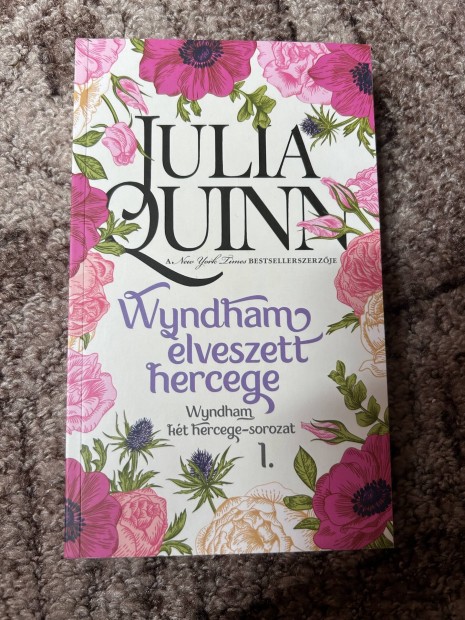 JULIA
QUINN
A New York Times BESTSELLERSZERZŐJE
Wyndham
elveszett
hercege
Wyndham
két hercege-sorozat
1.